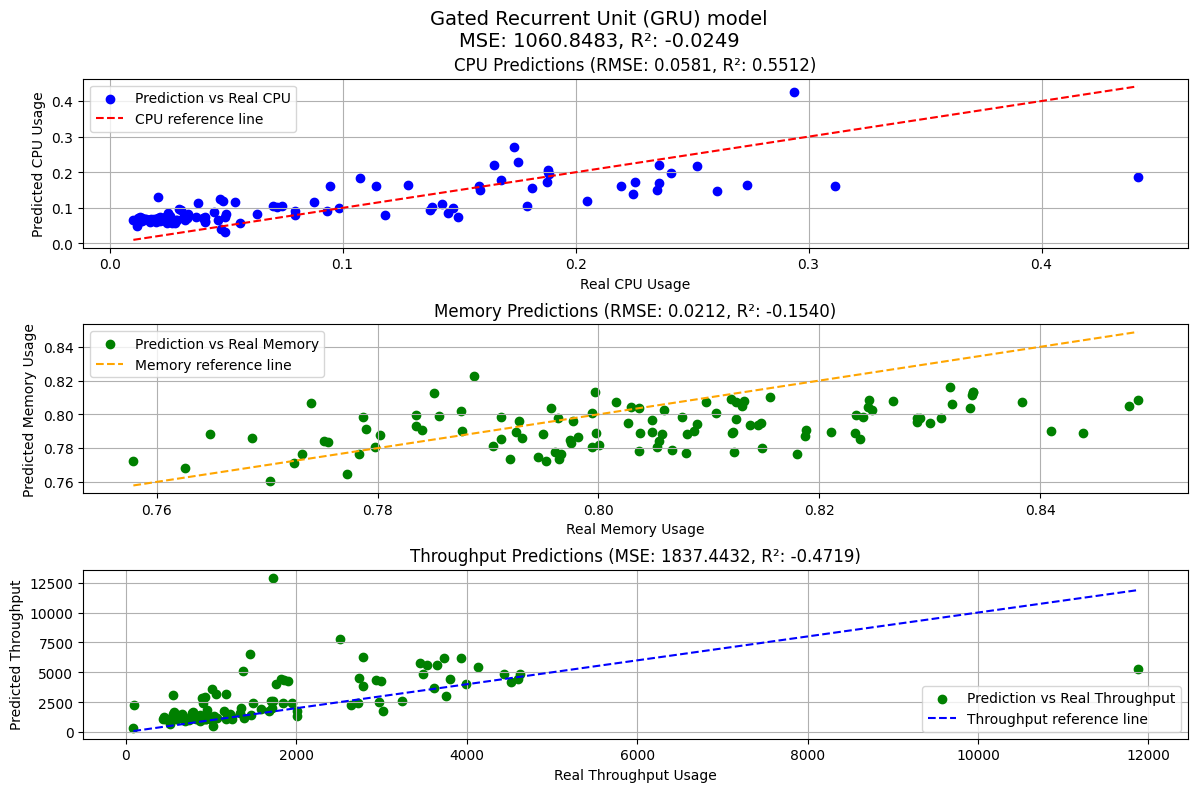 Gated Recurrent Unit (GRU) model
MSE: 1060.8483, R²: -0.0249
CPU Predictions (RMSE: 0.0581, R²: 0.5512)
Predicted CPU Usage
0.4
0.3
0.2
0.1
0.0
Prediction vs Real CPU
CPU reference line
0.0 0.1 0.2 0.3 0.4
Real CPU Usage
Memory Predictions (RMSE: 0.0212, R²: -0.1540)
Predicted Memory Usage
0.84
0.82
0.80
0.78
0.76
Prediction vs Real Memory
Memory reference line
0.76 0.78 0.80 0.82 0.84
Real Memory Usage
Throughput Predictions (MSE: 1837.4432, R²: -0.4719)
Predicted Throughput
12500
10000
7500
5000
2500
0
Prediction vs Real Throughput
Throughput reference line
0 2000 4000 6000 8000 10000 12000
Real Throughput Usage